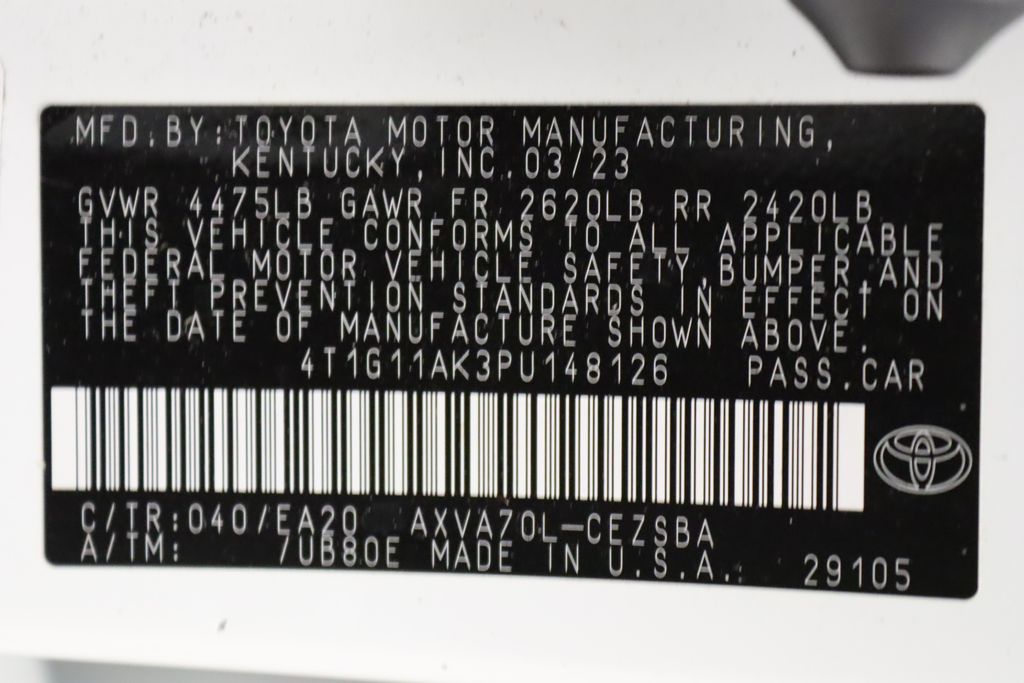 MFD.BY:TOYOTA MOTOR MANUFACTURING,
KENTUCKY,INC.03/23
GVWR 4475LB GAWR FR 2620LB RR 2420LB
THIS VEHICLE CONFORMS TO ALL APPLICABLE
FEDERAL MOTOR VEHICLE SAFETY,BUMPER,AND
THEFT PREVENTION STANDARDS IN EFFECT ON
THE DATE OF MANUFACTURE SHOWN ABOVE.
4T1G11AK3PU148126 PASS.CAR
C/TR:040/EA20 AXVA70L-CEZSBA
A/TM: /UB80E MADE IN U.S.A. 29105